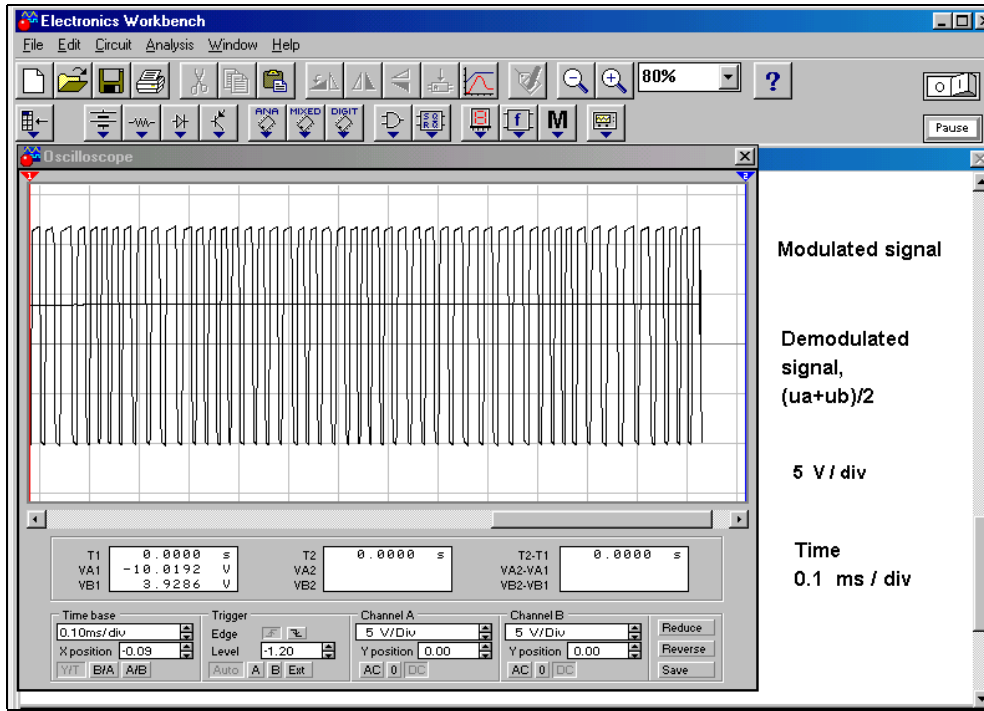 Electronics Workbench
File Edit Circuit Analysis Window Help
80%
?
O I
ANA MIXED DIGIT
M
Pause
Oscilloscope
1 2
Modulated signal
Demodulated
signal,
(ua+ub)/2
5 V / div
Time
0.1 ms / div
T1 0.0000 s
VA1 -10.0192 V
VB1 3.9286 V
T2 0.0000 s
VA2
VB2
T2-T1 0.0000 s
VA2-VA1
VB2-VB1
Time base
0.10ms/div
X position -0.09
Y/T B/A A/B
Trigger
Edge
Level -1.20
Auto A B Ext
Channel A
5 V/Div
Y position 0.00
AC 0 DC
Channel B
5 V/Div
Y position 0.00
AC 0 DC
Reduce
Reverse
Save